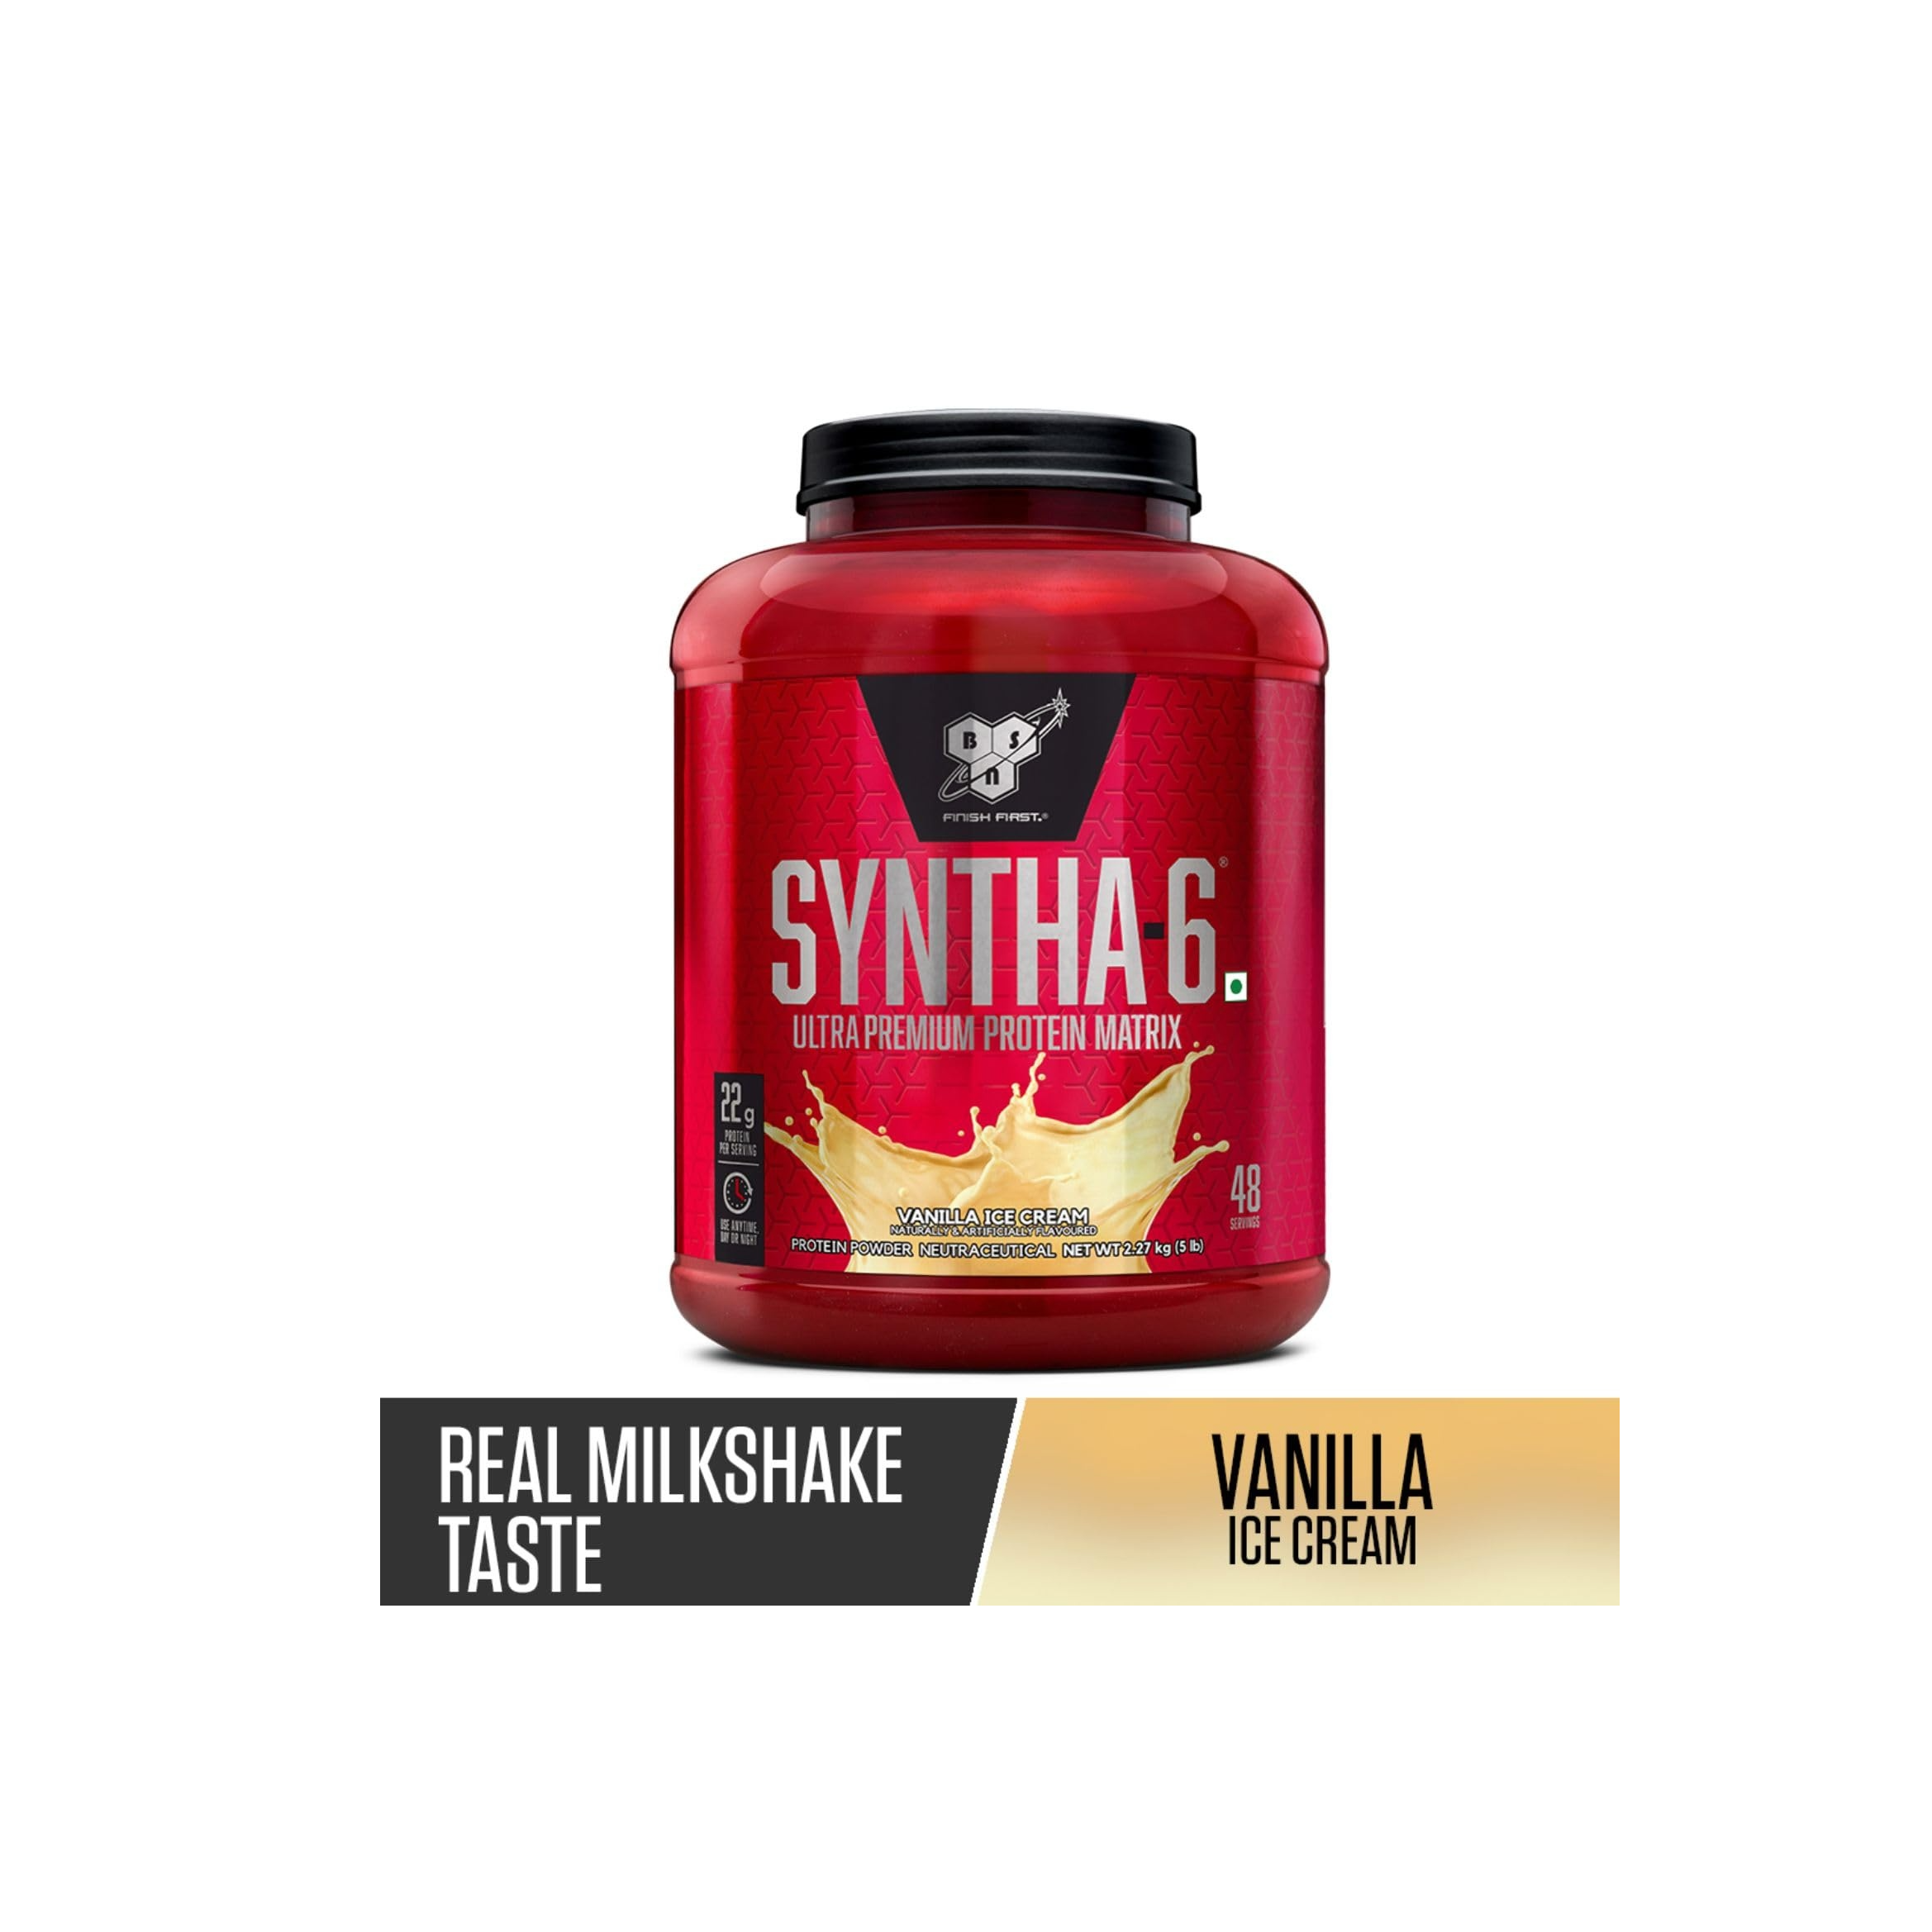 B S
n
FINISH FIRST.®
SYNTHA-6®
ULTRA PREMIUM PROTEIN MATRIX
22g
PROTEIN
PER SERVING
USE ANYTIME,
DAY OR NIGHT
48
SERVINGS
VANILLA ICE CREAM
NATURALLY & ARTIFICIALLY FLAVOURED
PROTEIN POWDER NEUTRACEUTICAL NET WT 2.27 kg (5 lb)
REAL MILKSHAKE
TASTE
VANILLA
ICE CREAM